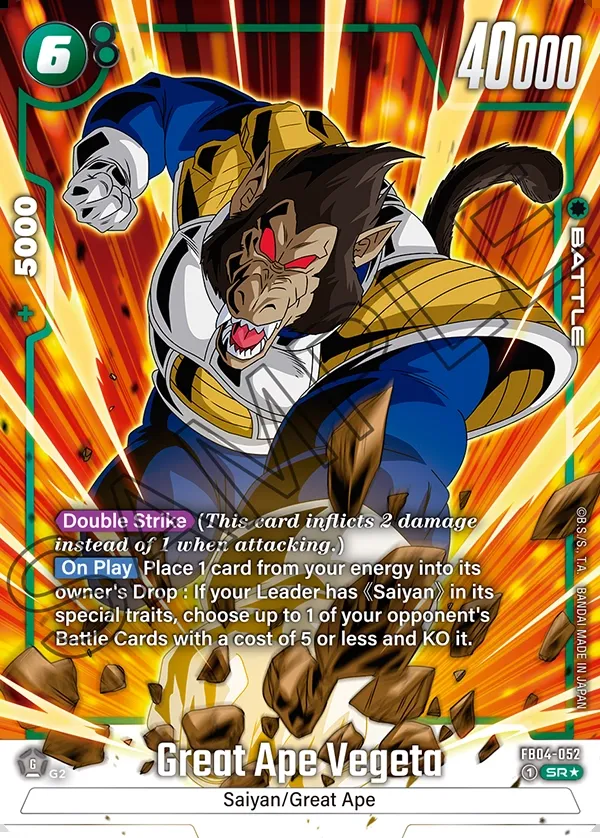 6
40000
+ 5000
BATTLE
SAMPLE
Double Strike (This card inflicts 2 damage
instead of 1 when attacking.)
On Play Place 1 card from your energy into its
owner's Drop : If your Leader has 《Saiyan》 in its
special traits, choose up to 1 of your opponent's
Battle Cards with a cost of 5 or less and KO it.
©B.S./S., T.A. BANDAI MADE IN JAPAN
G G2
Great Ape Vegeta
FB04-052
1 SR★
Saiyan/Great Ape